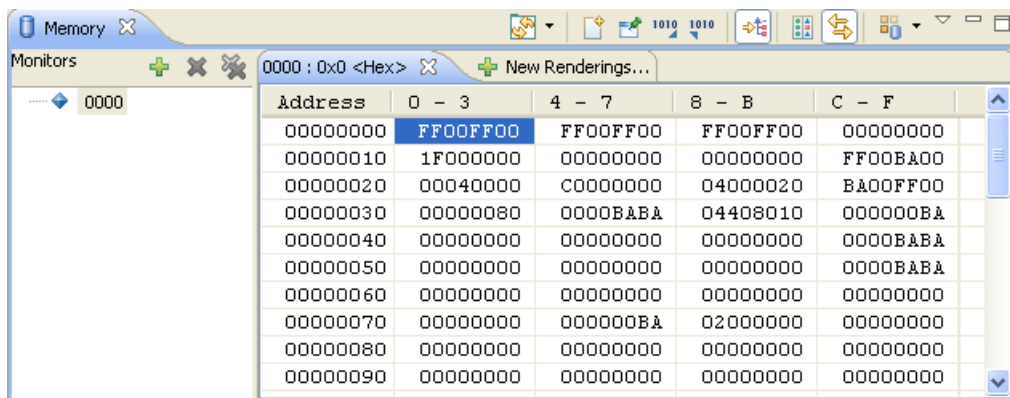 Memory
1010 1010
Monitors
0000 : 0x0 <Hex> New Renderings...
0000
Address 0 - 3 4 - 7 8 - B C - F
00000000 FF00FF00 FF00FF00 FF00FF00 00000000
00000010 1F000000 00000000 00000000 FF00BA00
00000020 00040000 C0000000 04000020 BA00FF00
00000030 00000080 0000BABA 04408010 000000BA
00000040 00000000 00000000 00000000 0000BABA
00000050 00000000 00000000 00000000 0000BABA
00000060 00000000 00000000 00000000 00000000
00000070 00000000 000000BA 02000000 00000000
00000080 00000000 00000000 00000000 00000000
00000090 00000000 00000000 00000000 00000000